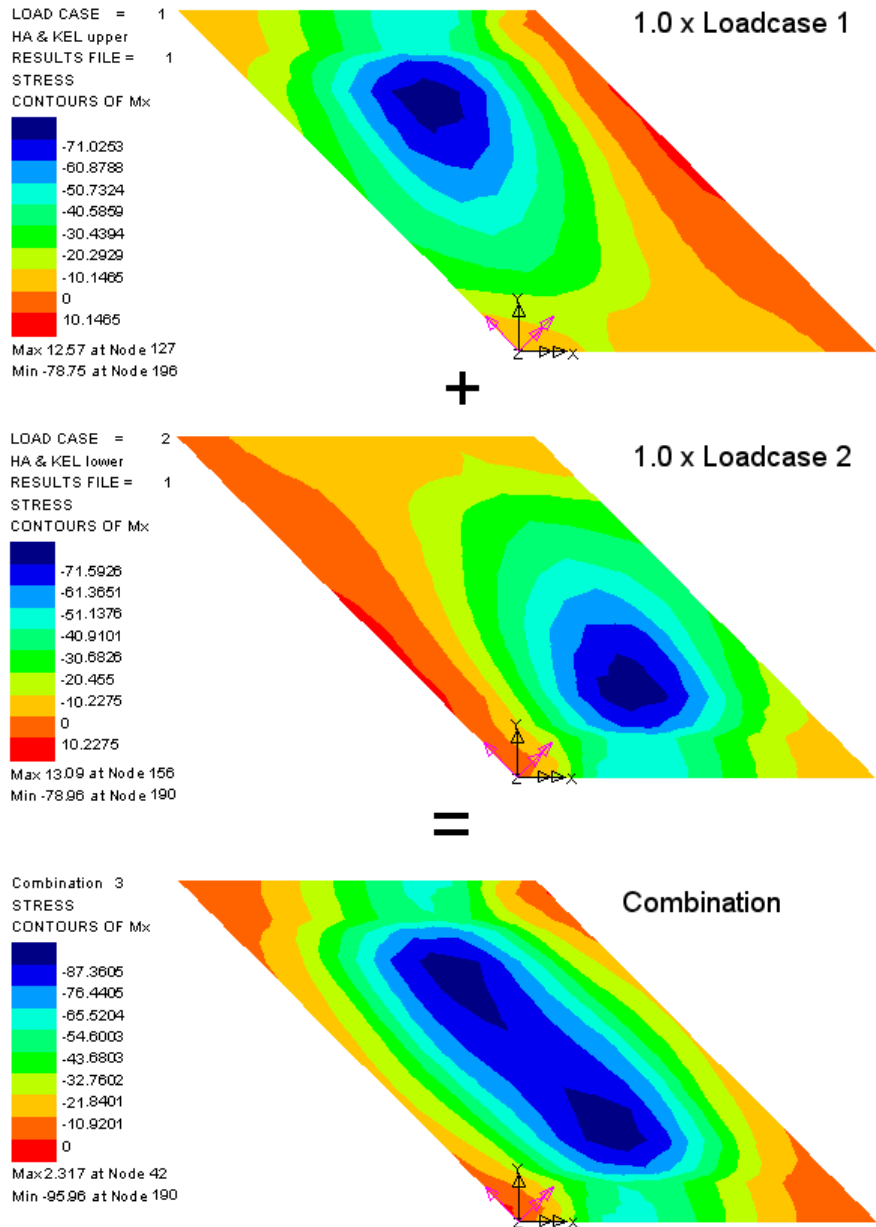 LOAD CASE = 1
HA & KEL upper
RESULTS FILE = 1
STRESS
CONTOURS OF Mx
-71.0253
-60.8788
-50.7324
-40.5859
-30.4394
-20.2929
-10.1465
0
10.1465
Max 12.57 at Node 127
Min -78.75 at Node 196
1.0 x Loadcase 1
Y
Z
X
+
LOAD CASE = 2
HA & KEL lower
RESULTS FILE = 1
STRESS
CONTOURS OF Mx
-71.5926
-61.3651
-51.1376
-40.9101
-30.6826
-20.455
-10.2275
0
10.2275
Max 13.09 at Node 156
Min -78.96 at Node 190
1.0 x Loadcase 2
Y
Z
X
=
Combination 3
STRESS
CONTOURS OF Mx
-87.3605
-76.4405
-65.5204
-54.6003
-43.6803
-32.7602
-21.8401
-10.9201
0
Max 2.317 at Node 42
Min -95.96 at Node 190
Combination
Y
Z
X